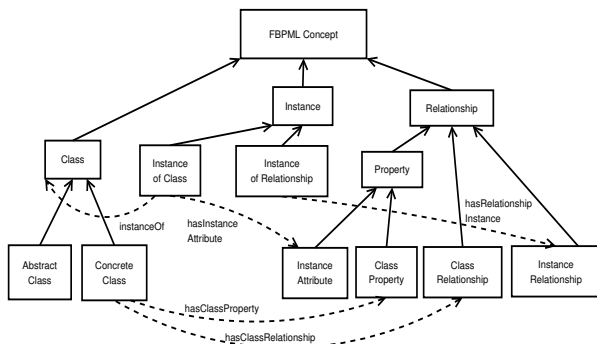 FBPML Concept
Instance
Relationship
Class
Instance
of Class
Instance
of Relationship
Property
instanceOf
hasInstance
Attribute
hasRelationship
Instance
Abstract
Class
Concrete
Class
Instance
Attribute
Class
Property
Class
Relationship
Instance
Relationship
hasClassProperty
hasClassRelationship